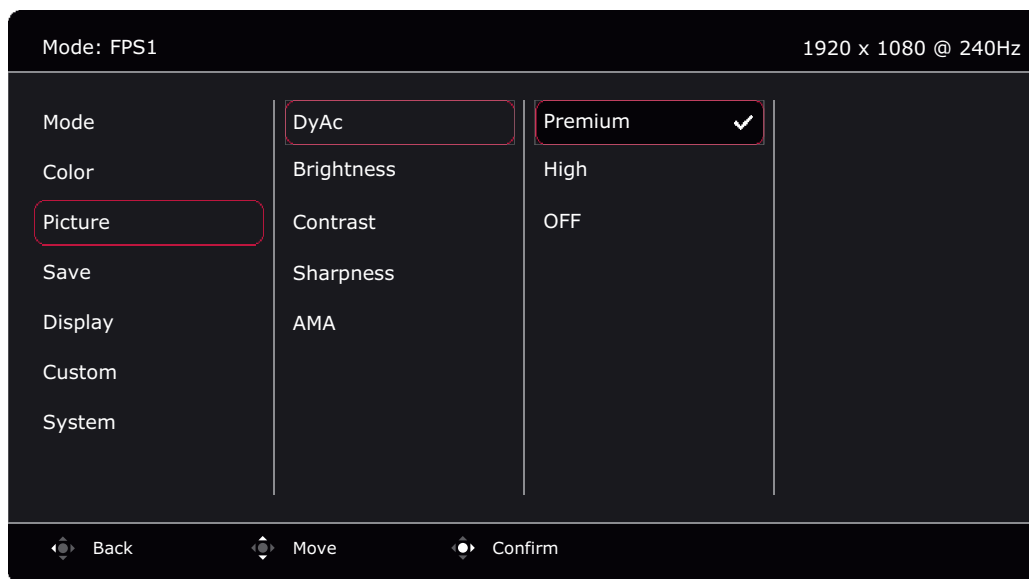 Mode: FPS1
1920 x 1080 @ 240Hz
Mode
Color
Picture
Save
Display
Custom
System
DyAc
Brightness
Contrast
Sharpness
AMA
Premium
High
OFF
Back
Move
Confirm